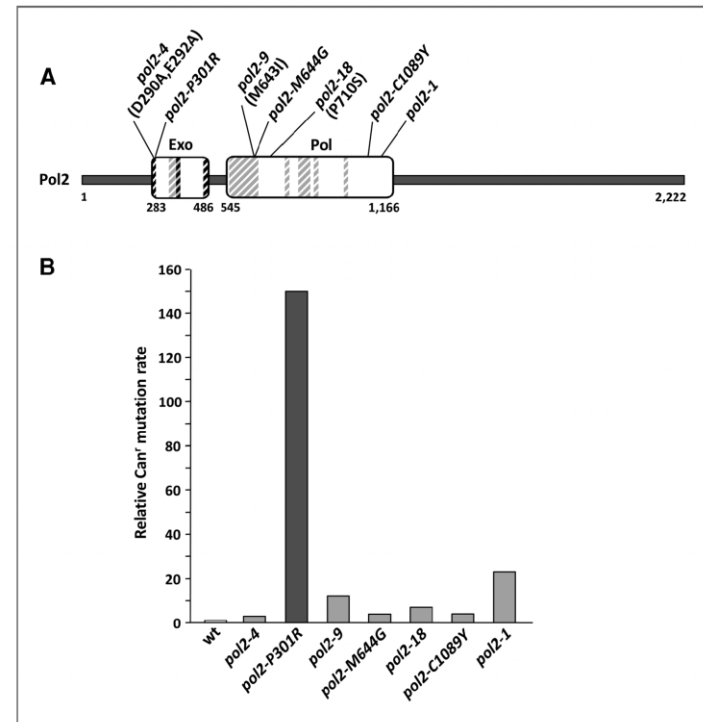 A
pol2-4
(D290A,E292A)
pol2-P301R
pol2-9
(M643I)
pol2-M644G
pol2-18
(P710S)
pol2-C1089Y
pol2-1
Exo
Pol
Pol2
1
283
486
545
1,166
2,222
B
Relative Canʳ mutation rate
160
140
120
100
80
60
40
20
0
wt
pol2-4
pol2-P301R
pol2-9
pol2-M644G
pol2-18
pol2-C1089Y
pol2-1